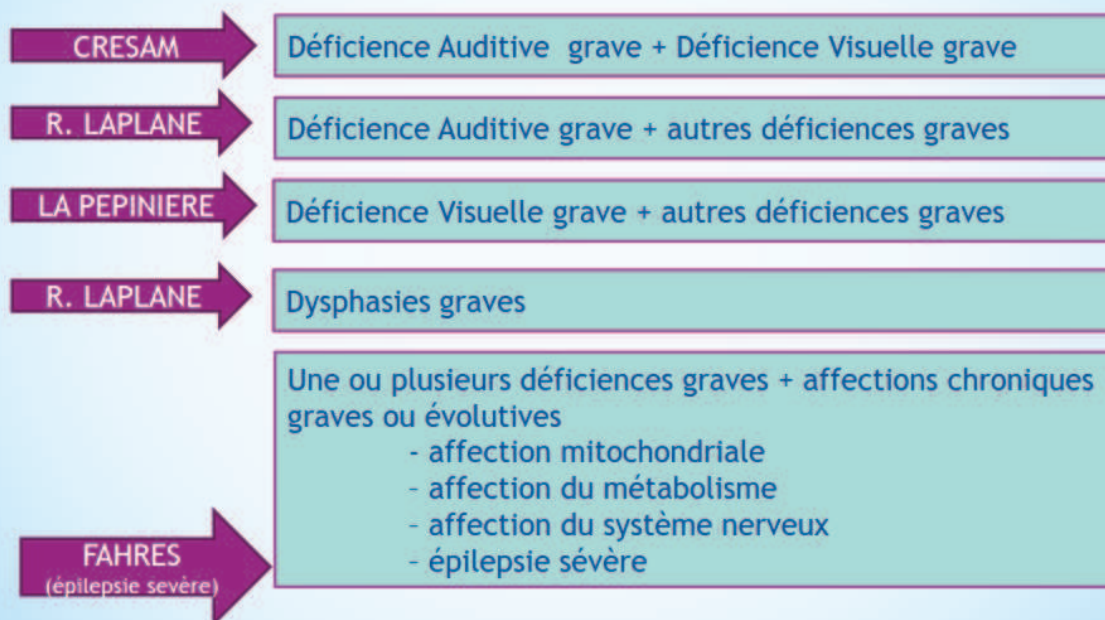 CRESAM
Déficience Auditive grave + Déficience Visuelle grave
R. LAPLANE
Déficience Auditive grave + autres déficiences graves
LA PEPINIERE
Déficience Visuelle grave + autres déficiences graves
R. LAPLANE
Dysphasies graves
Une ou plusieurs déficiences graves + affections chroniques
graves ou évolutives
- affection mitochondriale
- affection du métabolisme
- affection du système nerveux
- épilepsie sévère
FAHRES
(épilepsie sevère)